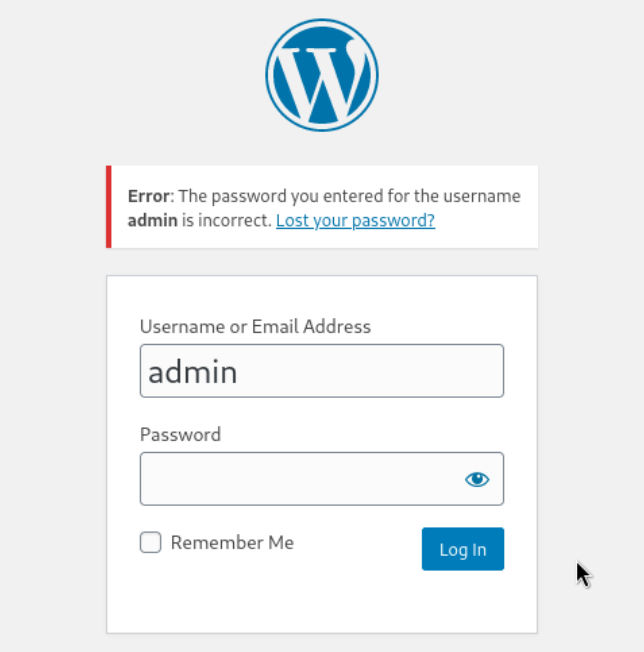 Error: The password you entered for the username
admin is incorrect. Lost your password?
Username or Email Address
admin
Password
Remember Me
Log In